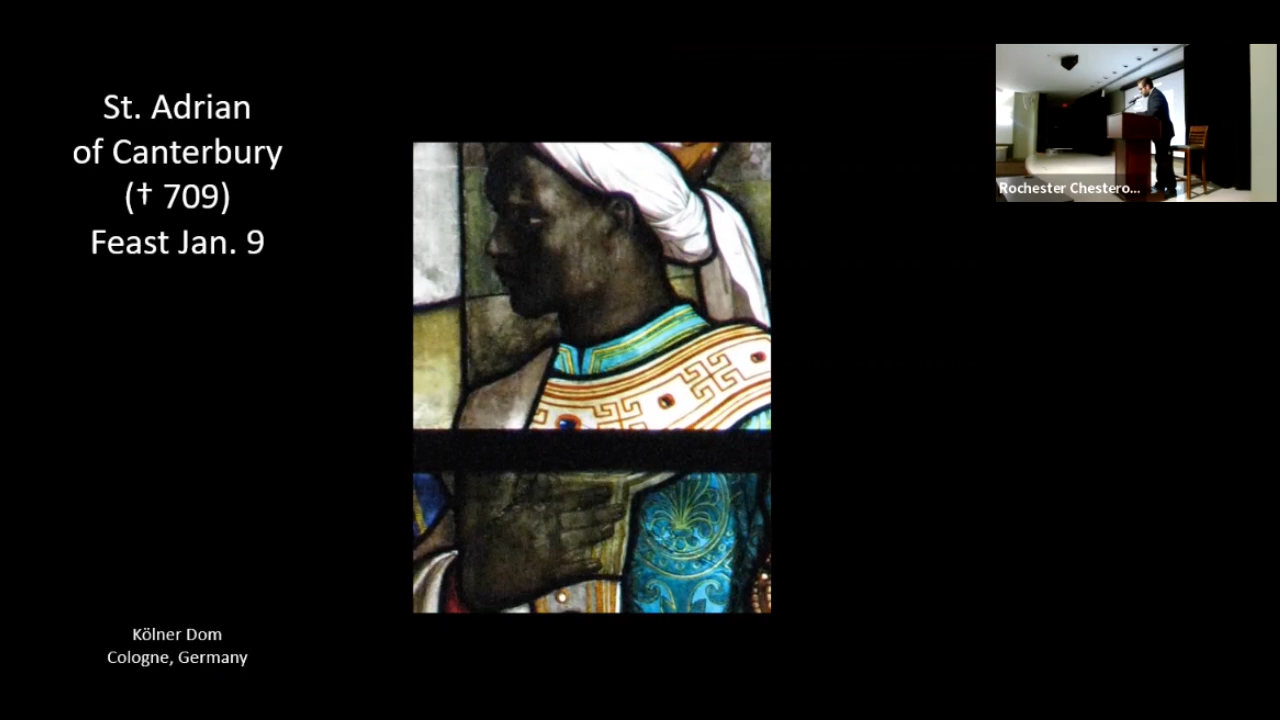 St. Adrian
of Canterbury
(† 709)
Feast Jan. 9
Rochester Chestero...
Kölner Dom
Cologne, Germany